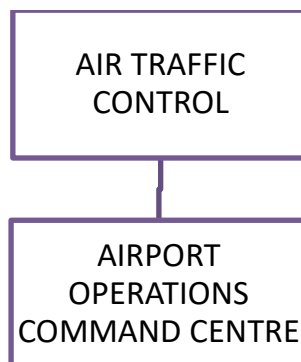 AIR TRAFFIC
CONTROL
AIRPORT
OPERATIONS
COMMAND CENTRE